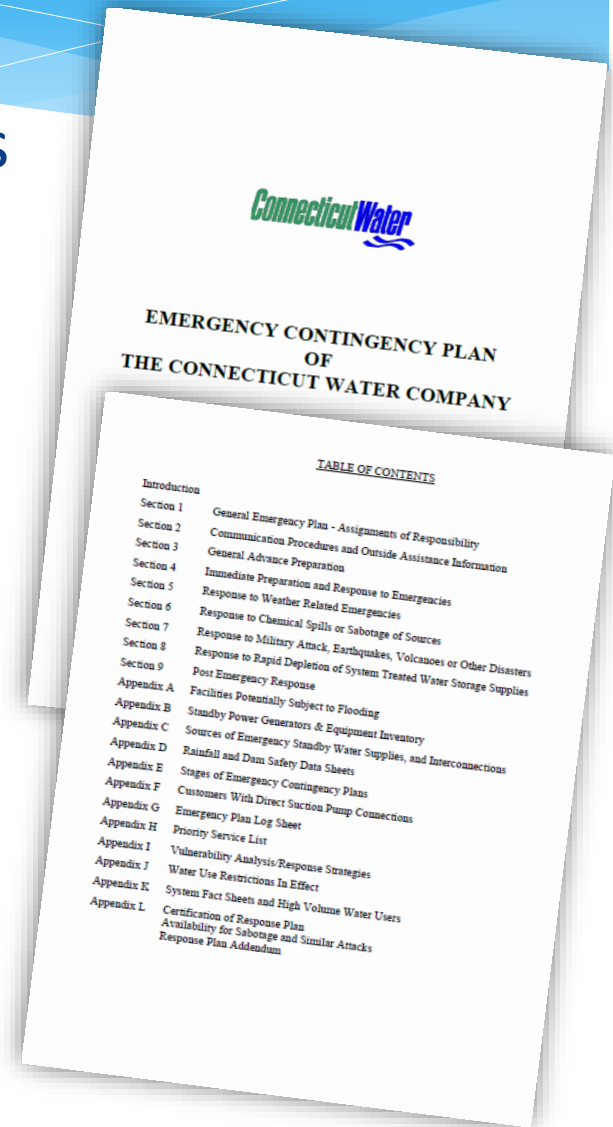 s
ConnecticutWater
EMERGENCY CONTINGENCY PLAN
OF
THE CONNECTICUT WATER COMPANY
TABLE OF CONTENTS
Introduction
Section 1 General Emergency Plan - Assignments of Responsibility
Section 2 Communication Procedures and Outside Assistance Information
Section 3 General Advance Preparation
Section 4 Immediate Preparation and Response to Emergencies
Section 5 Response to Weather Related Emergencies
Section 6 Response to Chemical Spills or Sabotage of Sources
Section 7 Response to Military Attack, Earthquakes, Volcanoes or Other Disasters
Section 8 Response to Rapid Depletion of System Treated Water Storage Supplies
Section 9 Post Emergency Response
Appendix A Facilities Potentially Subject to Flooding
Appendix B Standby Power Generators & Equipment Inventory
Appendix C Sources of Emergency Standby Water Supplies, and Interconnections
Appendix D Rainfall and Dam Safety Data Sheets
Appendix E Stages of Emergency Contingency Plans
Appendix F Customers With Direct Suction Pump Connections
Appendix G Emergency Plan Log Sheet
Appendix H Priority Service List
Appendix I Vulnerability Analysis/Response Strategies
Appendix J Water Use Restrictions In Effect
Appendix K System Fact Sheets and High Volume Water Users
Appendix L Certification of Response Plan
Availability for Sabotage and Similar Attacks
Response Plan Addendum